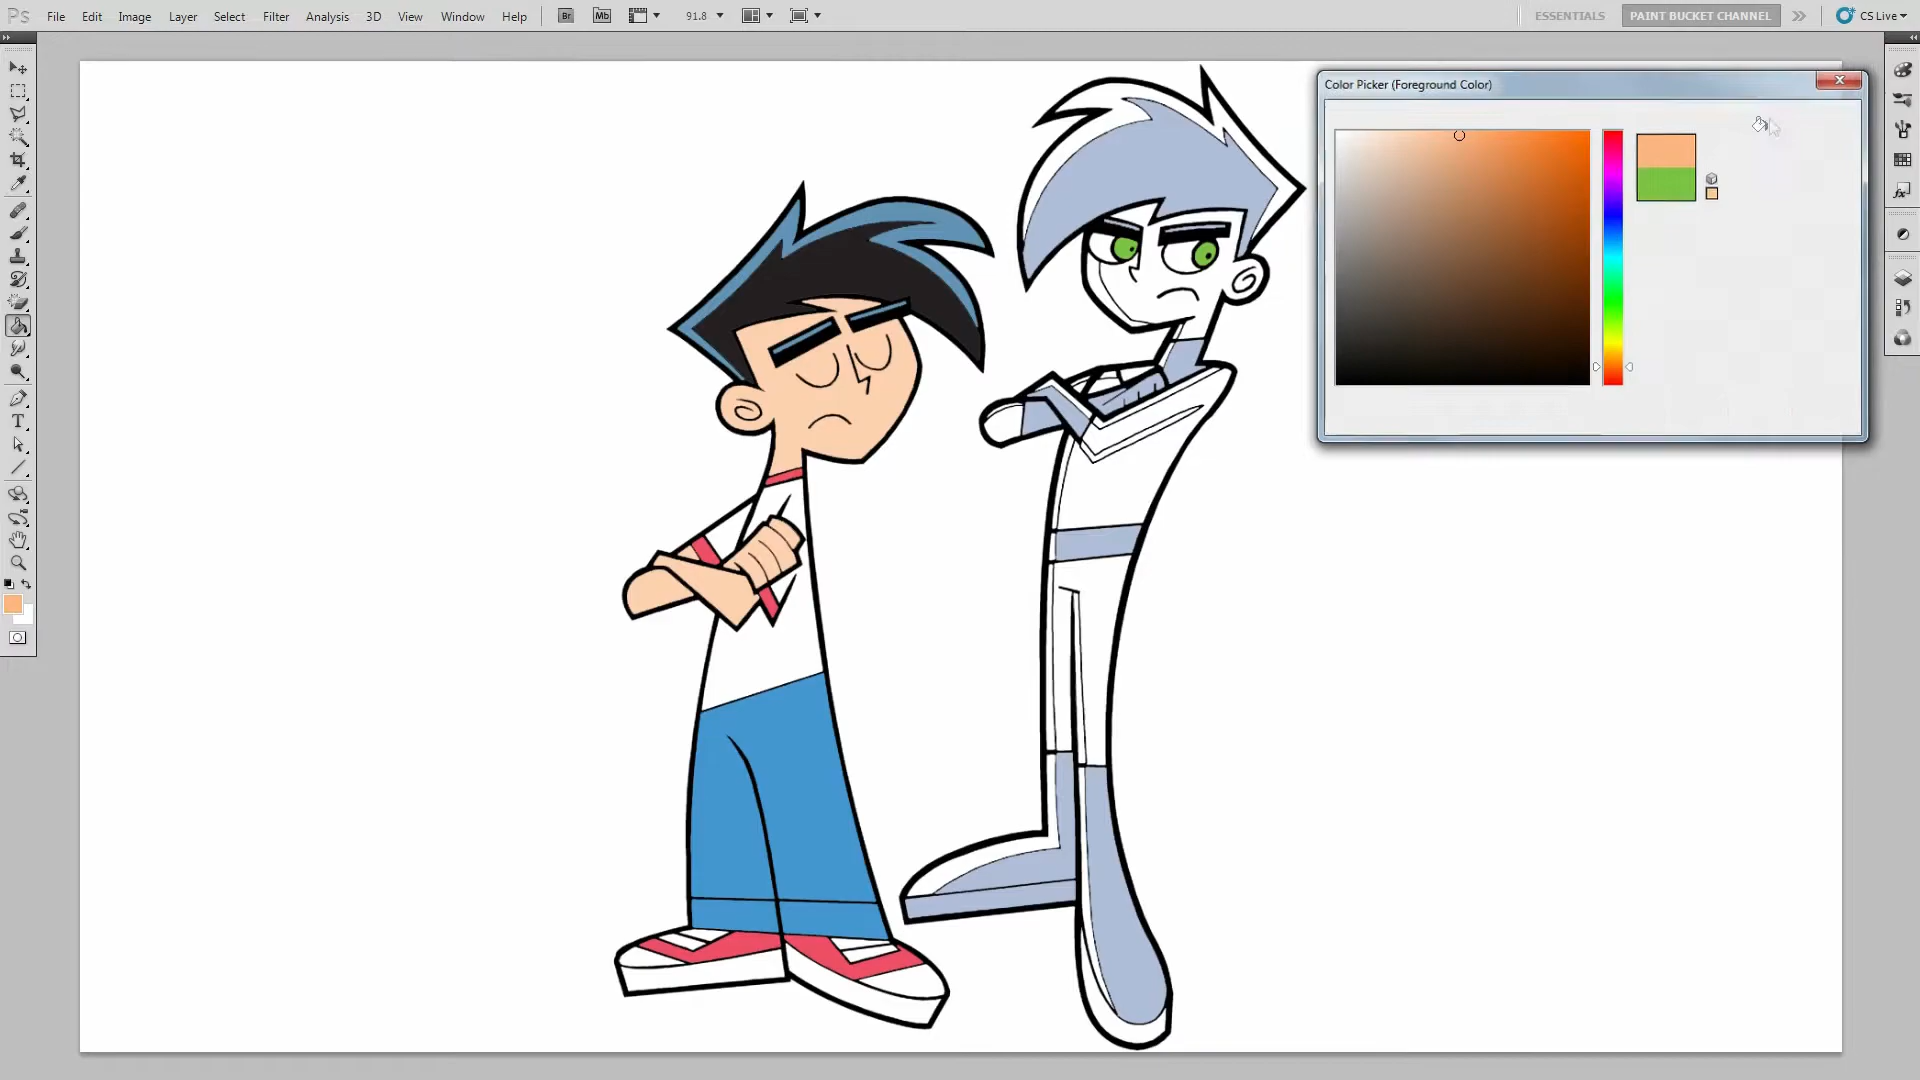 Ps File Edit Image Layer Select Filter Analysis 3D View Window Help Br Mb 91.8 ESSENTIALS PAINT BUCKET CHANNEL CS Live
Color Picker (Foreground Color)
T
fx